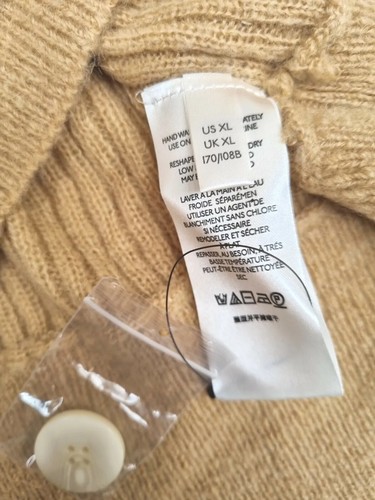 US XL
UK XL
170/108B
HAND WA ATELY
USE ON INE
RESHAPE DRY
LOW
MAY
LAVER À LA MAIN À L'EAU
FROIDE SÉPARÉMEN
UTILISER UN AGENT DE
BLANCHIMENT SANS CHLORE
SI NÉCESSAIRE
REMODELER ET SÉCHER
À PLAT
REPASSER, AU BESOIN, À TRÈS
BASSE TEMPÉRATURE
PEUT-ÊTRE NETTOYÉE
SEC